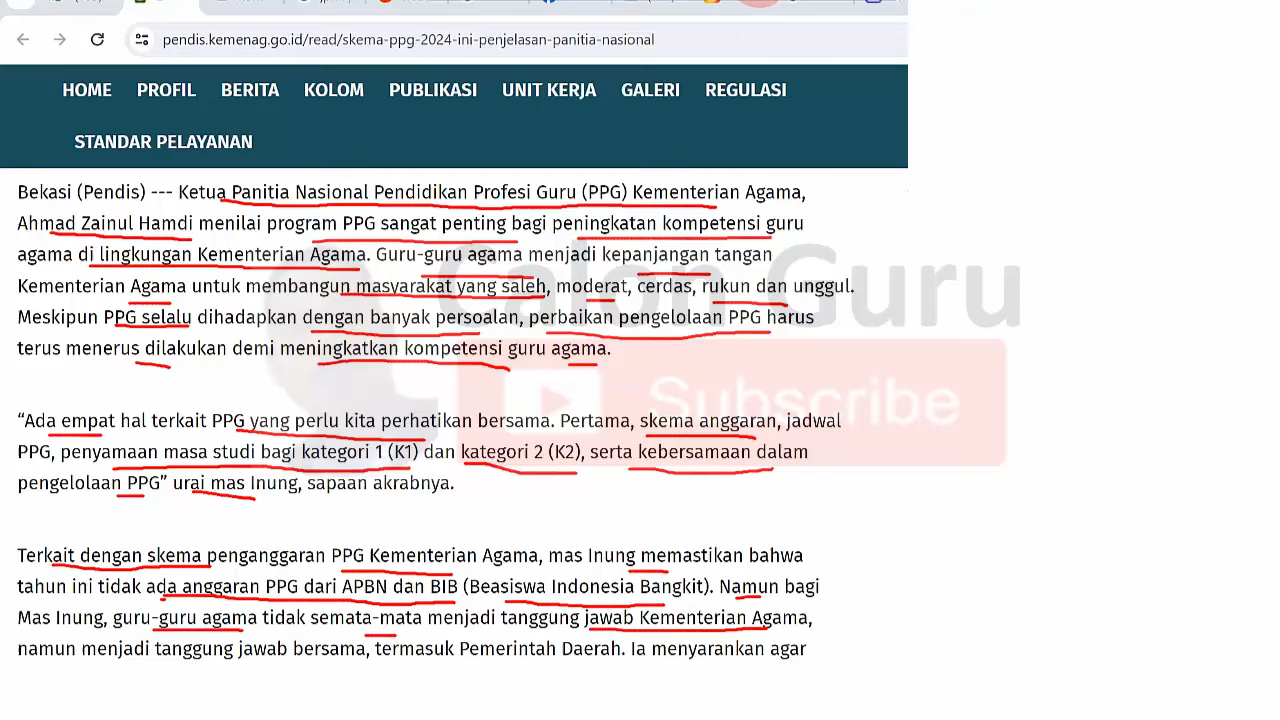 pendis.kemenag.go.id/read/skema-ppg-2024-ini-penjelasan-panitia-nasional
HOME PROFIL BERITA KOLOM PUBLIKASI UNIT KERJA GALERI REGULASI
STANDAR PELAYANAN
Bekasi (Pendis) --- Ketua Panitia Nasional Pendidikan Profesi Guru (PPG) Kementerian Agama,
Ahmad Zainul Hamdi menilai program PPG sangat penting bagi peningkatan kompetensi guru
agama di lingkungan Kementerian Agama. Guru-guru agama menjadi kepanjangan tangan
Kementerian Agama untuk membangun masyarakat yang saleh, moderat, cerdas, rukun dan unggul.
Meskipun PPG selalu dihadapkan dengan banyak persoalan, perbaikan pengelolaan PPG harus
terus menerus dilakukan demi meningkatkan kompetensi guru agama.
Calon Guru
Subscribe
“Ada empat hal terkait PPG yang perlu kita perhatikan bersama. Pertama, skema anggaran, jadwal
PPG, penyamaan masa studi bagi kategori 1 (K1) dan kategori 2 (K2), serta kebersamaan dalam
pengelolaan PPG” urai mas Inung, sapaan akrabnya.
Terkait dengan skema penganggaran PPG Kementerian Agama, mas Inung memastikan bahwa
tahun ini tidak ada anggaran PPG dari APBN dan BIB (Beasiswa Indonesia Bangkit). Namun bagi
Mas Inung, guru-guru agama tidak semata-mata menjadi tanggung jawab Kementerian Agama,
namun menjadi tanggung jawab bersama, termasuk Pemerintah Daerah. Ia menyarankan agar